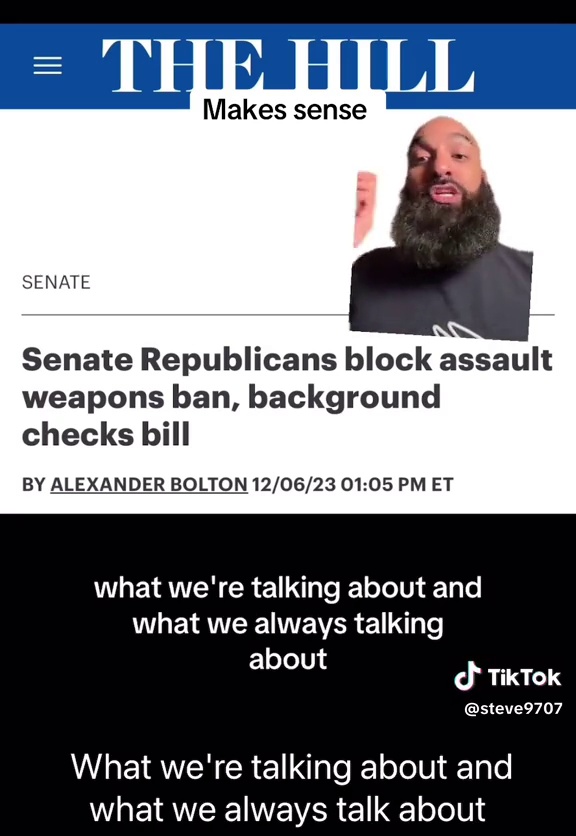 THE HILL
Makes sense
SENATE
Senate Republicans block assault
weapons ban, background
checks bill
BY ALEXANDER BOLTON 12/06/23 01:05 PM ET
what we're talking about and
what we always talking
about
TikTok
@steve9707
What we're talking about and
what we always talk about